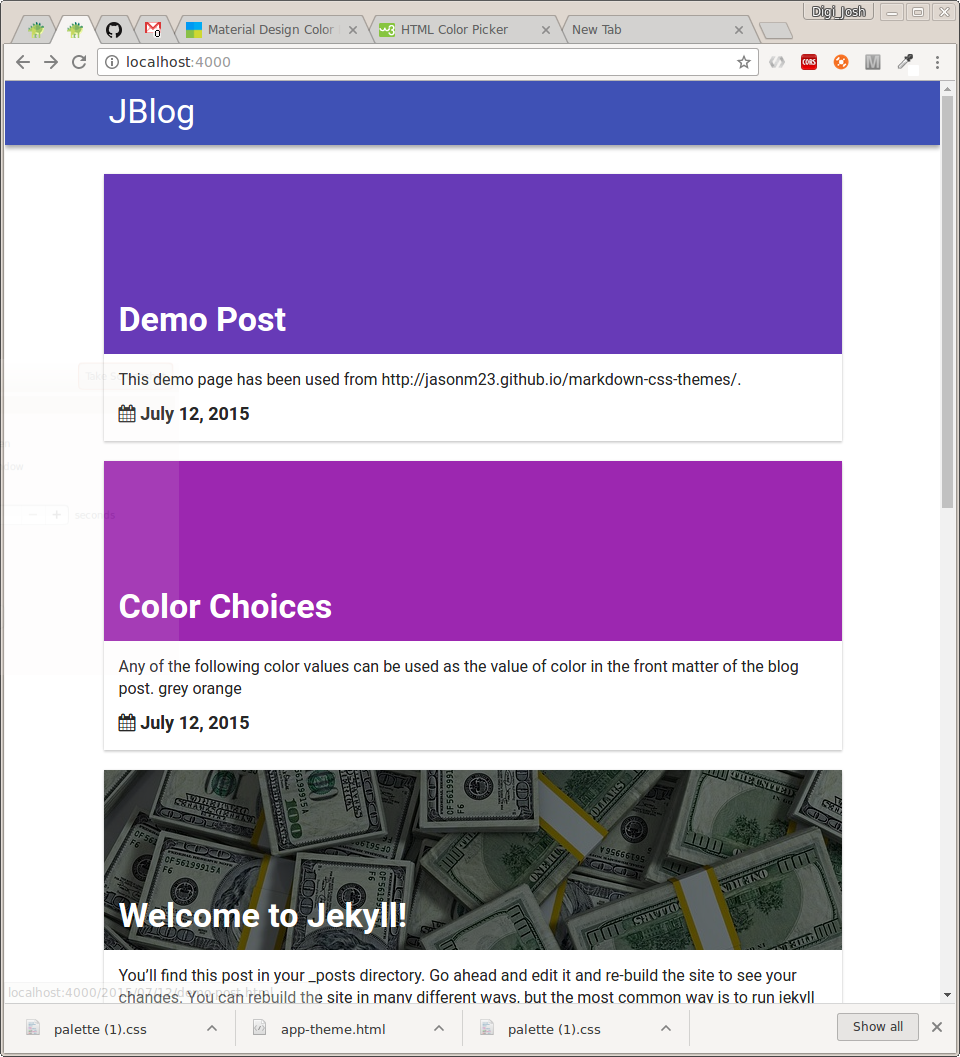 Digi_Josh
Material Design Color
HTML Color Picker
New Tab
localhost:4000
CORS
M
JBlog
Demo Post
This demo page has been used from http://jasonm23.github.io/markdown-css-themes/.
July 12, 2015
seconds
Color Choices
Any of the following color values can be used as the value of color in the front matter of the blog
post. grey orange
July 12, 2015
Welcome to Jekyll!
You’ll find this post in your _posts directory. Go ahead and edit it and re-build the site to see your
localhost:4000/2015/07/12/demo-post.html
changes. You can rebuild the site in many different ways, but the most common way is to run jekyll
palette (1).css
app-theme.html
palette (1).css
Show all